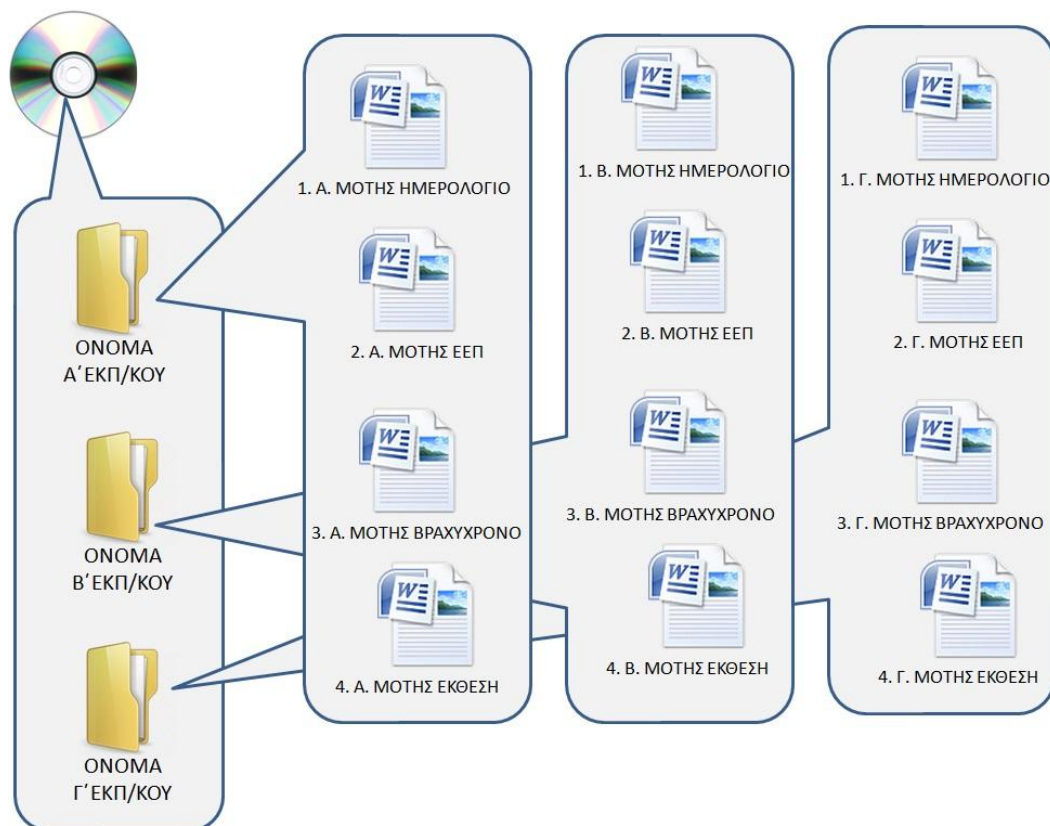 ΟΝΟΜΑ
Α΄ΕΚΠ/ΚΟΥ
ΟΝΟΜΑ
Β΄ΕΚΠ/ΚΟΥ
ΟΝΟΜΑ
Γ΄ΕΚΠ/ΚΟΥ
1. Α. ΜΟΤΗΣ ΗΜΕΡΟΛΟΓΙΟ
2. Α. ΜΟΤΗΣ ΕΕΠ
3. Α. ΜΟΤΗΣ ΒΡΑΧΥΧΡΟΝΟ
4. Α. ΜΟΤΗΣ ΕΚΘΕΣΗ
1. Β. ΜΟΤΗΣ ΗΜΕΡΟΛΟΓΙΟ
2. Β. ΜΟΤΗΣ ΕΕΠ
3. Β. ΜΟΤΗΣ ΒΡΑΧΥΧΡΟΝΟ
4. Β. ΜΟΤΗΣ ΕΚΘΕΣΗ
1. Γ. ΜΟΤΗΣ ΗΜΕΡΟΛΟΓΙΟ
2. Γ. ΜΟΤΗΣ ΕΕΠ
3. Γ. ΜΟΤΗΣ ΒΡΑΧΥΧΡΟΝΟ
4. Γ. ΜΟΤΗΣ ΕΚΘΕΣΗ